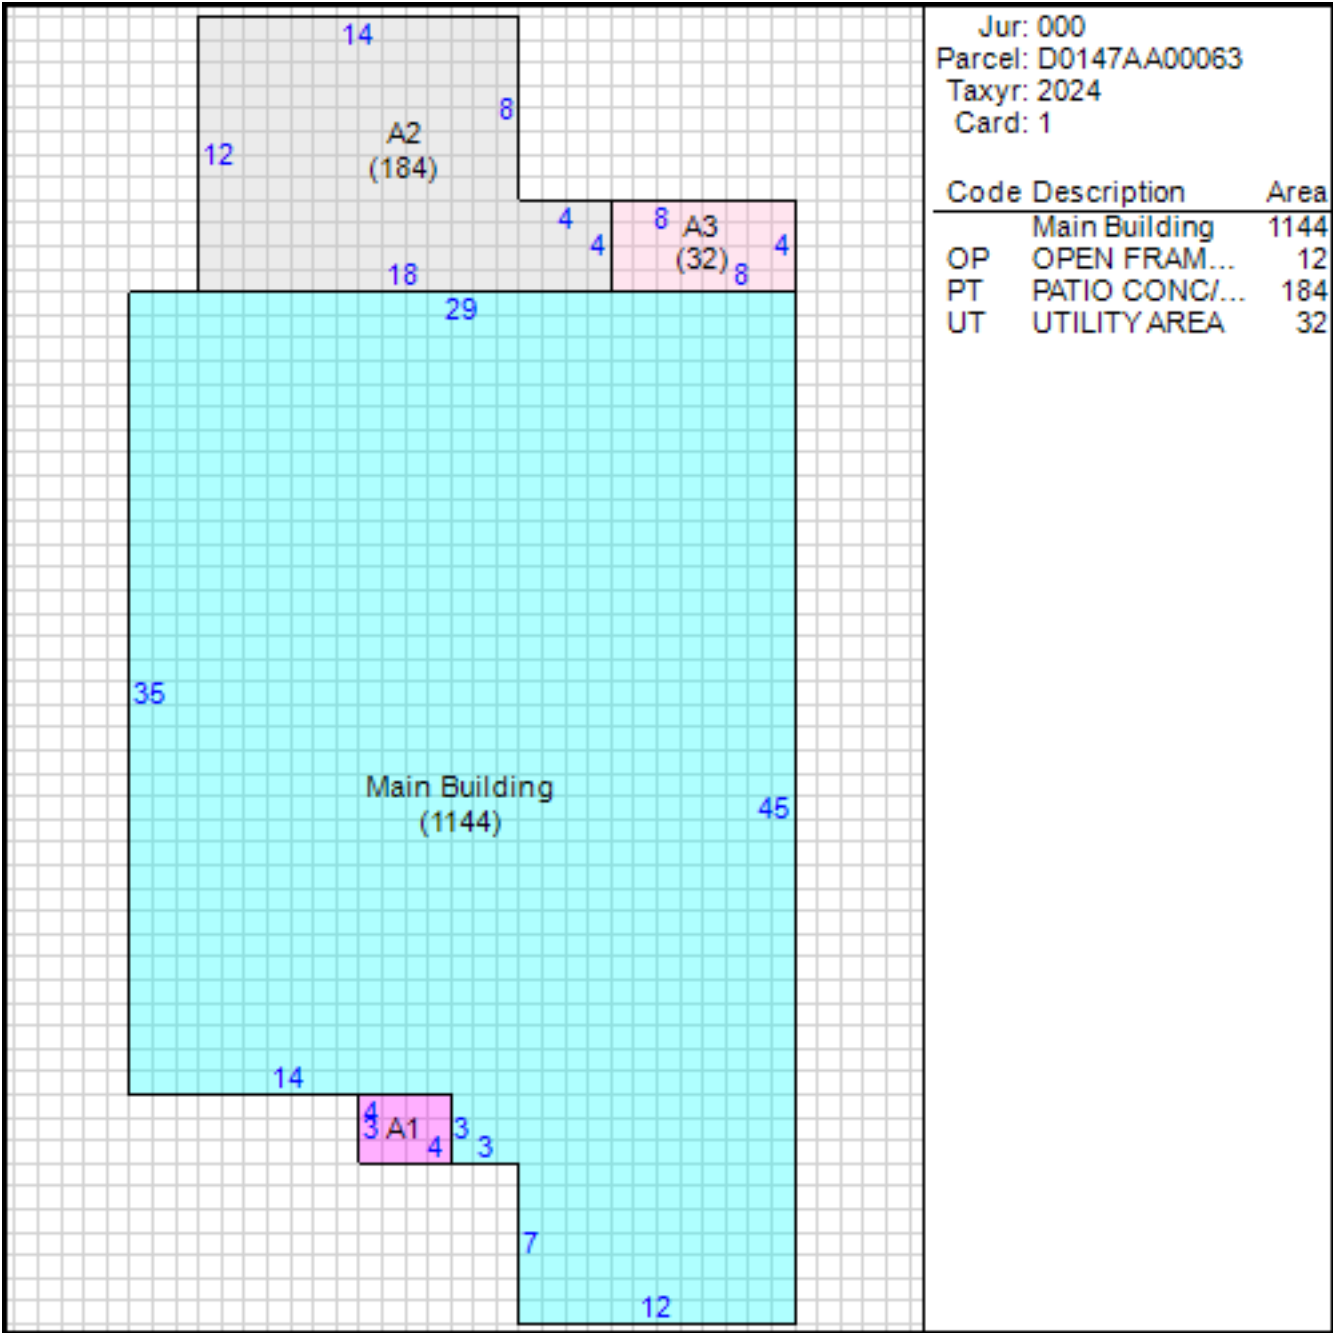 14
8
A2
12
(184)
4
8
A3
4
4
(32)
18
8
29
35
Main Building
45
(1144)
14
4
3
A1
3
4
3
7
12
Jur: 000
Parcel: D0147AA00063
Taxyr: 2024
Card: 1
Code Description Area
Main Building 1144
OP OPEN FRAM... 12
PT PATIO CONC/... 184
UT UTILITY AREA 32